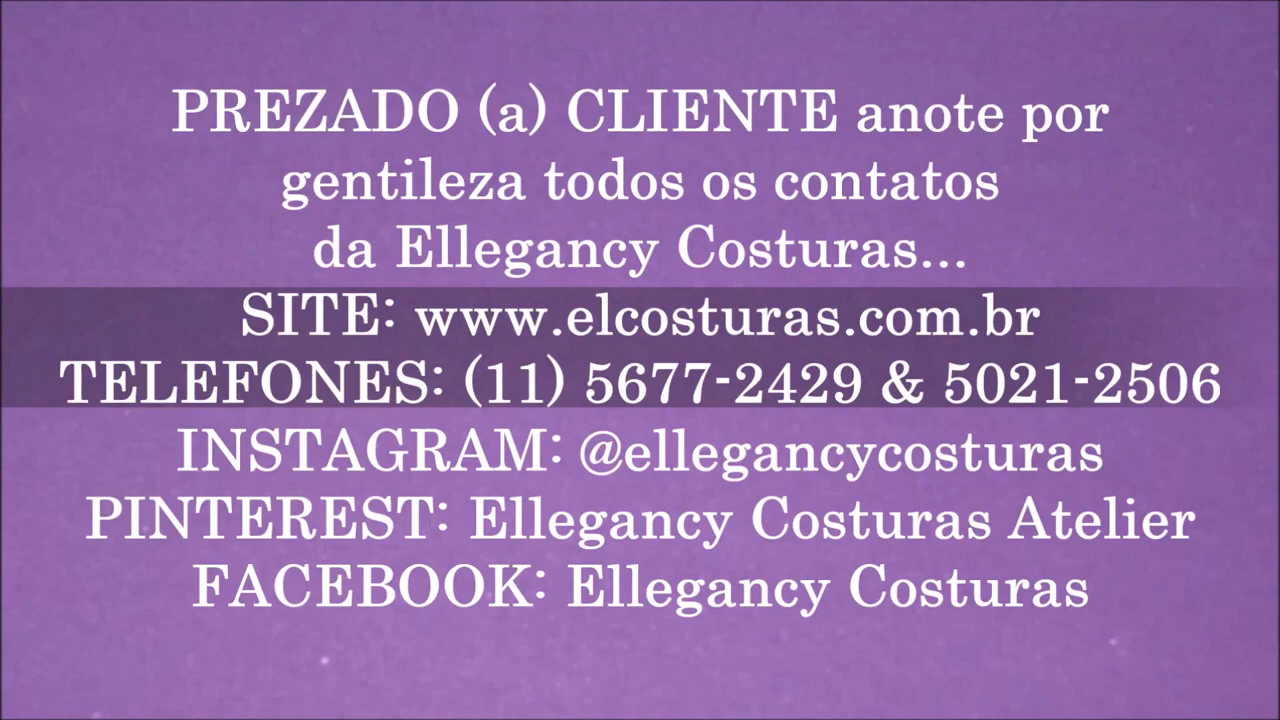 PREZADO (a) CLIENTE anote por
gentileza todos os contatos
da Ellegancy Costuras...
SITE: www.elcosturas.com.br
TELEFONES: (11) 5677-2429 & 5021-2506
INSTAGRAM: @ellegancycosturas
PINTEREST: Ellegancy Costuras Atelier
FACEBOOK: Ellegancy Costuras